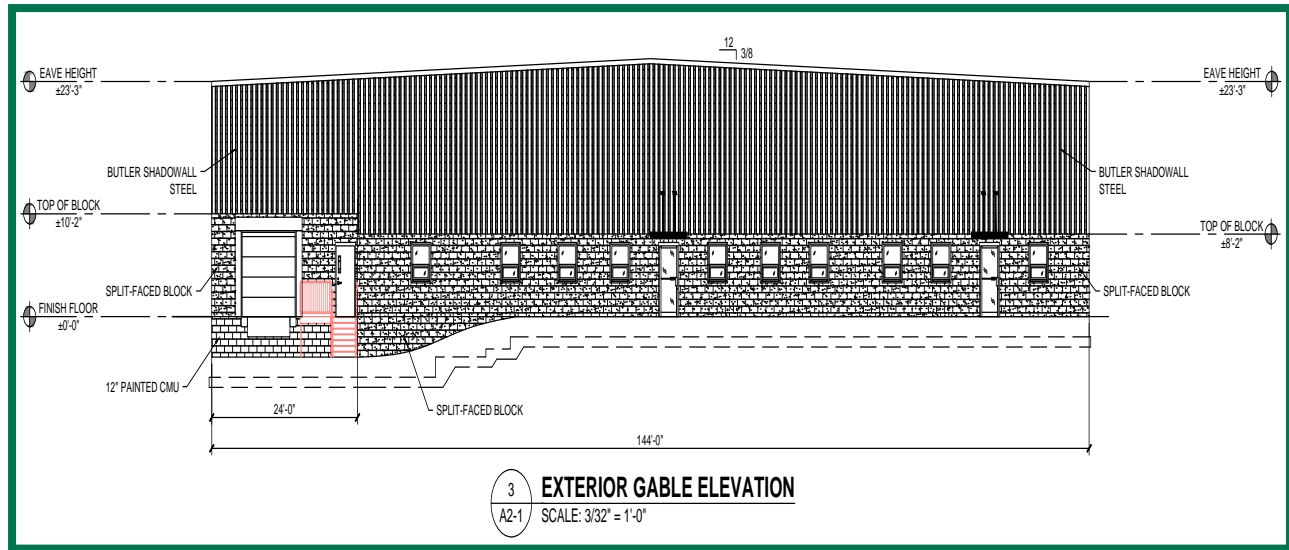 12
3/8
EAVE HEIGHT
±23'-3"
EAVE HEIGHT
±23'-3"
BUTLER SHADOWALL
STEEL
BUTLER SHADOWALL
STEEL
TOP OF BLOCK
±10'-2"
TOP OF BLOCK
±8'-2"
SPLIT-FACED BLOCK
SPLIT-FACED BLOCK
FINISH FLOOR
±0'-0"
12" PAINTED CMU
24'-0"
SPLIT-FACED BLOCK
144'-0"
3
A2-1
EXTERIOR GABLE ELEVATION
SCALE: 3/32" = 1'-0"